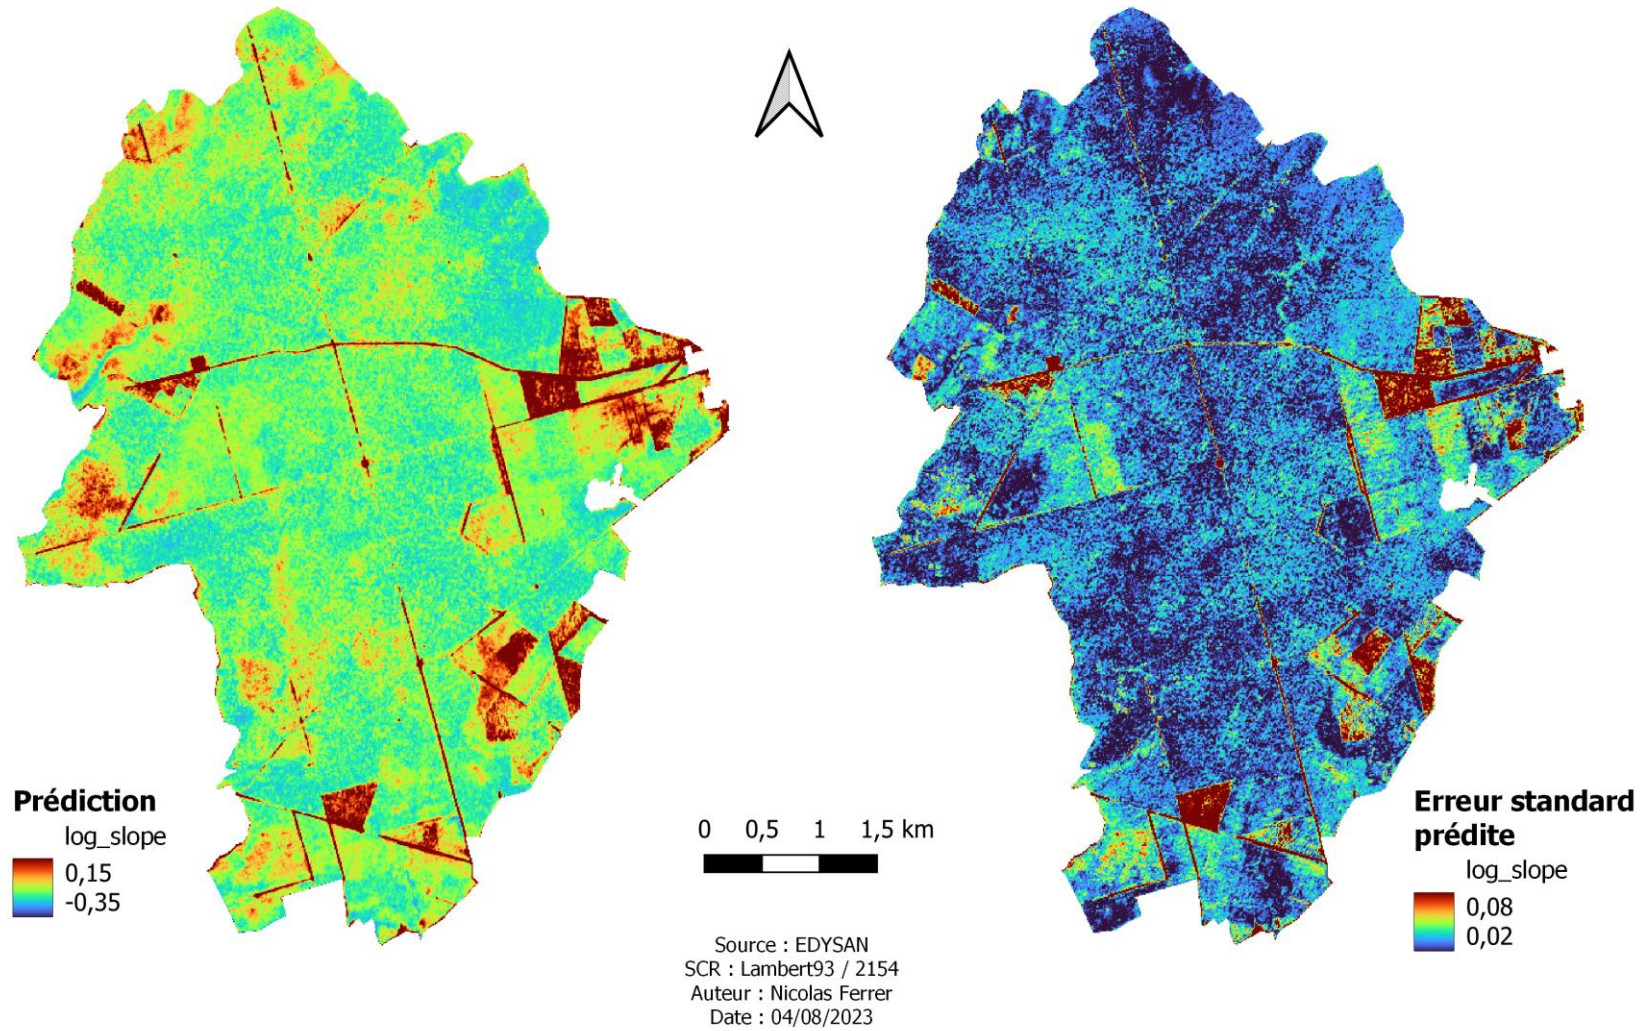 Prédiction
log_slope
0,15
-0,35
0 0,5 1 1,5 km
Erreur standard
prédite
log_slope
0,08
0,02
Source : EDYSAN
SCR : Lambert93 / 2154
Auteur : Nicolas Ferrer
Date : 04/08/2023